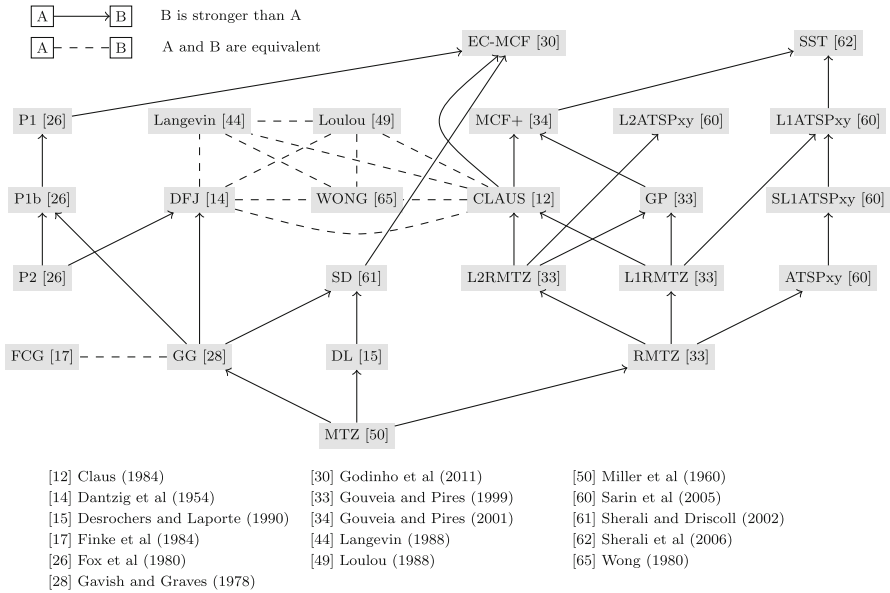 A B B is stronger than A
A B A and B are equivalent
EC-MCF [30] SST [62]
P1 [26] Langevin [44] Loulou [49] MCF+ [34] L2ATSPxy [60] L1ATSPxy [60]
P1b [26] DFJ [14] WONG [65] CLAUS [12] GP [33] SL1ATSPxy [60]
P2 [26] SD [61] L2RMTZ [33] L1RMTZ [33] ATSPxy [60]
FCG [17] GG [28] DL [15] RMTZ [33]
MTZ [50]
[12] Claus (1984)
[14] Dantzig et al (1954)
[15] Desrochers and Laporte (1990)
[17] Finke et al (1984)
[26] Fox et al (1980)
[28] Gavish and Graves (1978)
[30] Godinho et al (2011)
[33] Gouveia and Pires (1999)
[34] Gouveia and Pires (2001)
[44] Langevin (1988)
[49] Loulou (1988)
[50] Miller et al (1960)
[60] Sarin et al (2005)
[61] Sherali and Driscoll (2002)
[62] Sherali et al (2006)
[65] Wong (1980)